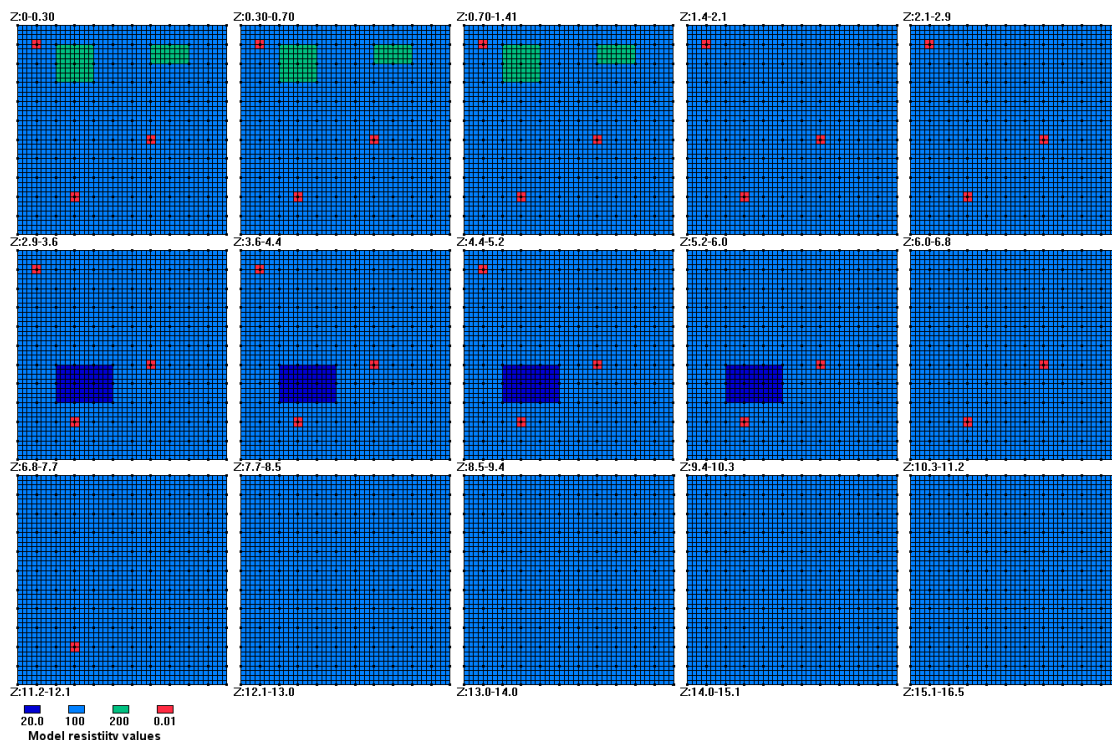 Z:0-0.30 Z:0.30-0.70 Z:0.70-1.41 Z:1.4-2.1 Z:2.1-2.9
Z:2.9-3.6 Z:3.6-4.4 Z:4.4-5.2 Z:5.2-6.0 Z:6.0-6.8
Z:6.8-7.7 Z:7.7-8.5 Z:8.5-9.4 Z:9.4-10.3 Z:10.3-11.2
Z:11.2-12.1 Z:12.1-13.0 Z:13.0-14.0 Z:14.0-15.1 Z:15.1-16.5
20.0 100 200 0.01
Model resistiity values